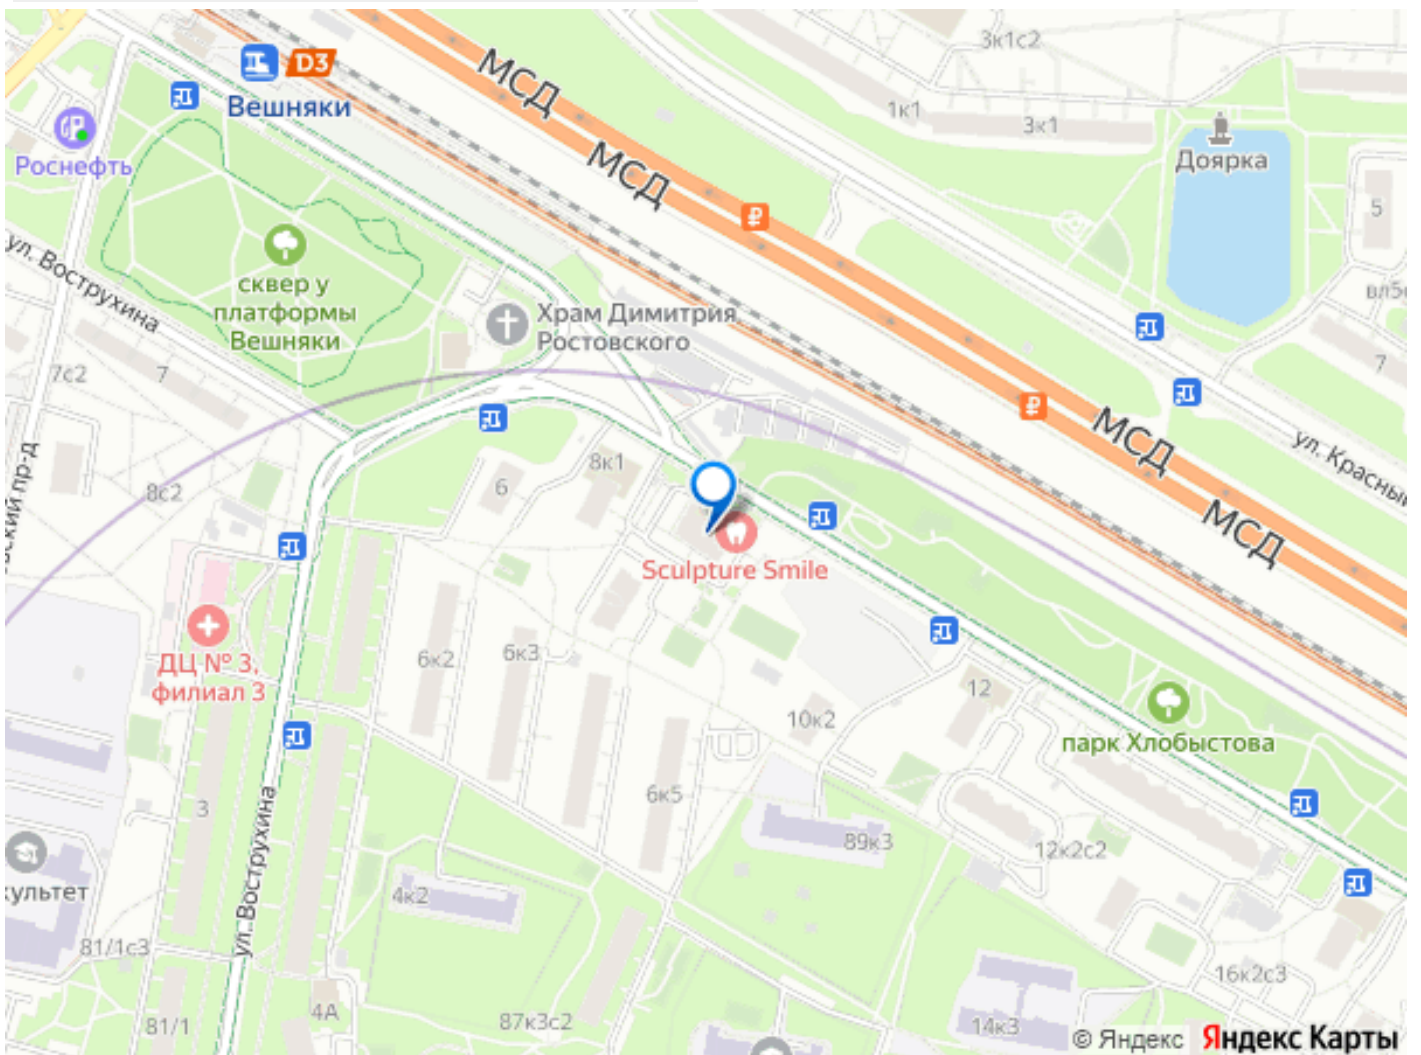 3к1с2
D3
Вешняки
МСД
1к1
3к1
Роснефть
МСД
Доярка
₽
5
ул. Вострухина
сквер у
платформы
Вешняки
Храм Димитрия
Ростовского
7с2
7
7
₽
МСД
ул. Красный
8к1
6
8с2
МСД
Sculpture Smile
ДЦ № 3,
филиал 3
6к2
6к3
12
10к2
парк Хлобыстова
3
6к5
ул. Вострухина
89к3
12к2с2
культет
4к2
81/1с3
16к2с3
81/1
4А
87к3с2
14к3
© Яндекс Яндекс Карты